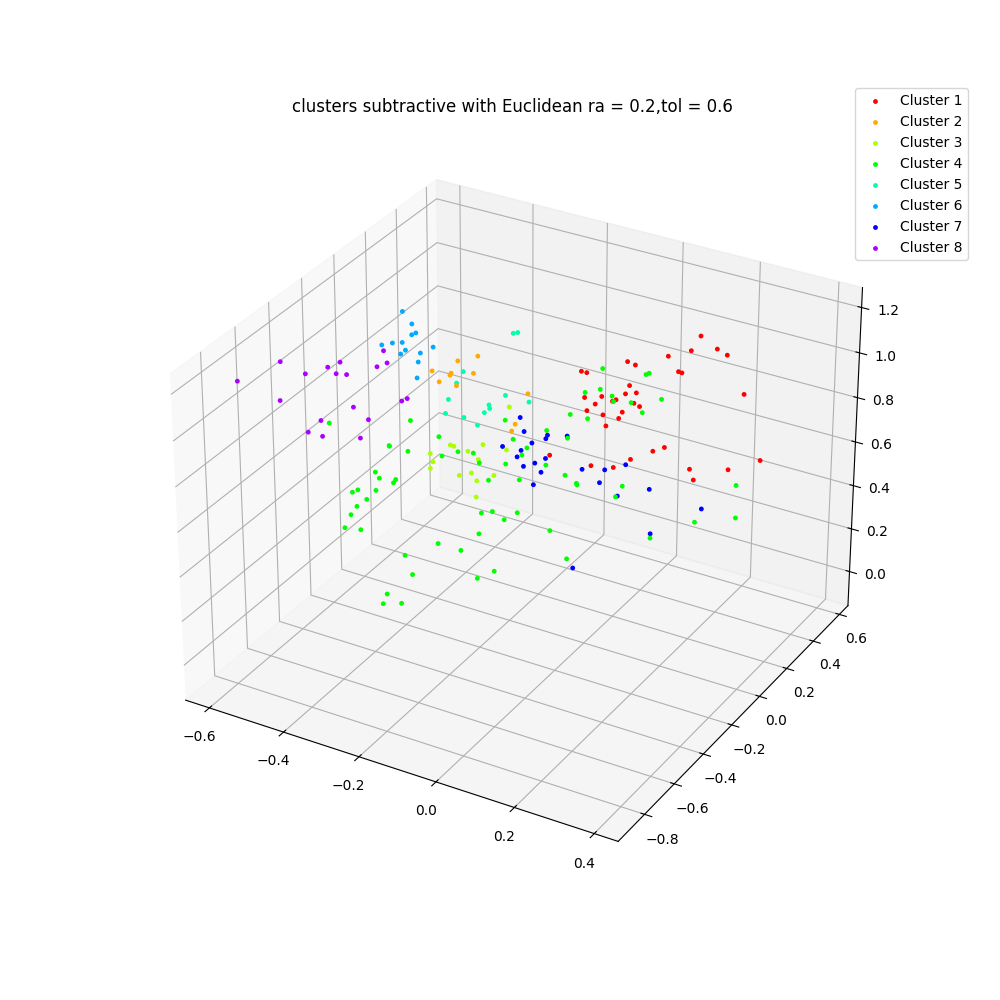 clusters subtractive with Euclidean ra = 0.2,tol = 0.6
Cluster 1
Cluster 2
Cluster 3
Cluster 4
Cluster 5
Cluster 6
Cluster 7
Cluster 8
1.2
1.0
0.8
0.6
0.4
0.2
0.0
0.6
0.4
0.2
0.0
−0.2
−0.4
−0.6
−0.8
−0.6
−0.4
−0.2
0.0
0.2
0.4